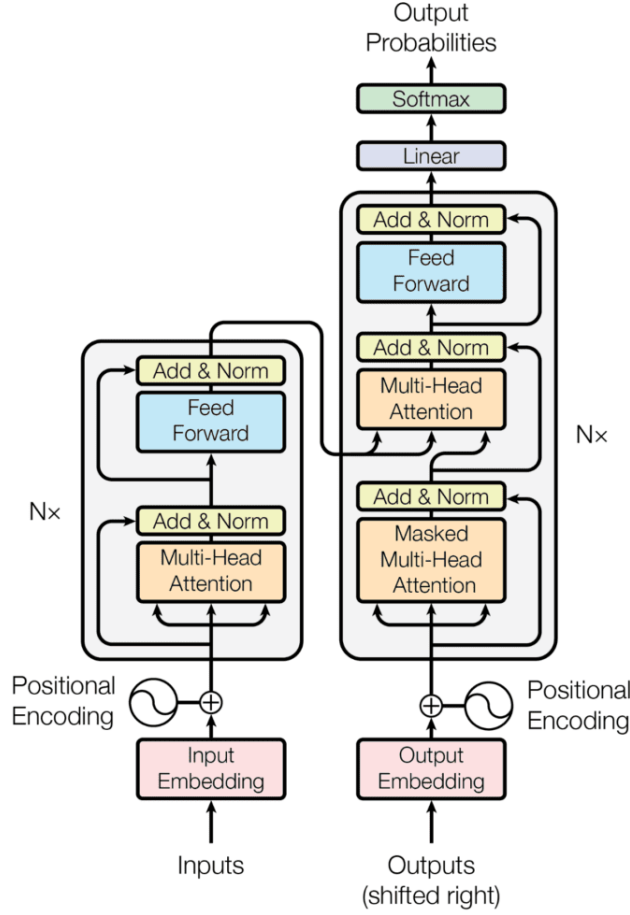 Output
Probabilities
Softmax
Linear
Add & Norm
Feed
Forward
Add & Norm
Multi-Head
Attention
Nx
Add & Norm
Masked
Multi-Head
Attention
Add & Norm
Feed
Forward
Nx
Add & Norm
Multi-Head
Attention
Positional
Encoding
Positional
Encoding
Input
Embedding
Output
Embedding
Inputs
Outputs
(shifted right)